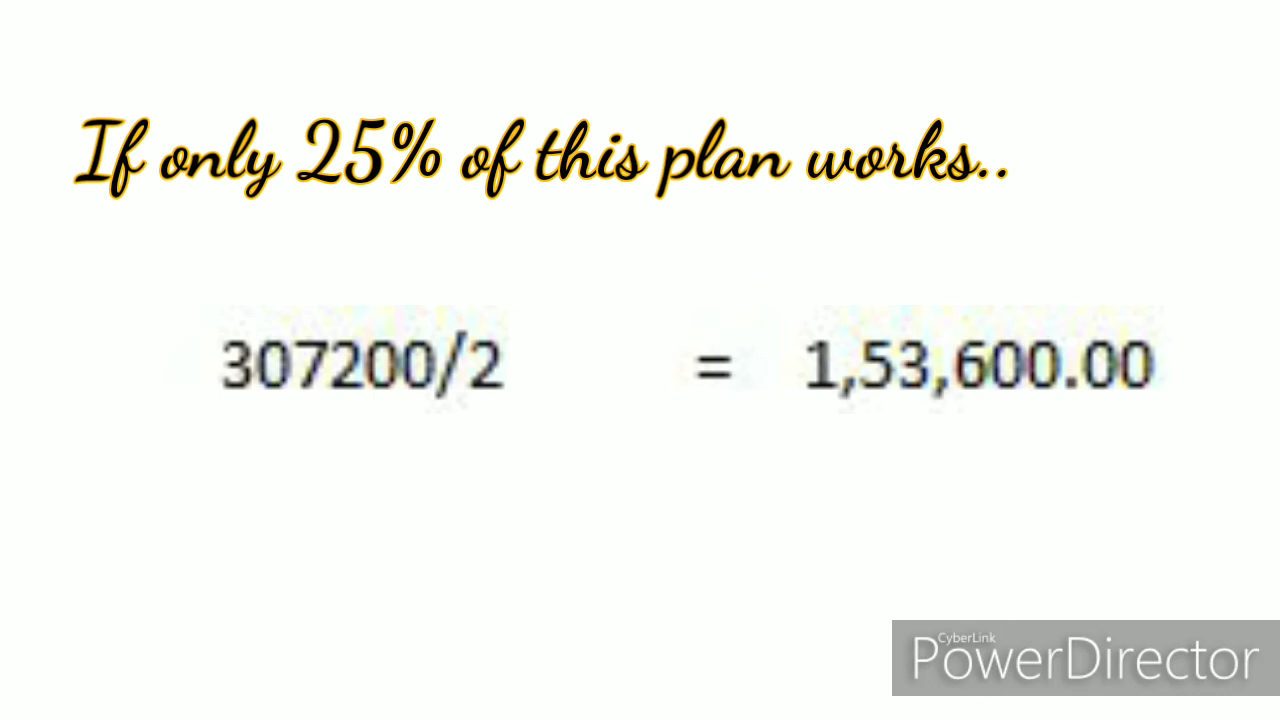 If only 25% of this plan works..
307200/2 = 1,53,600.00
CyberLink
PowerDirector